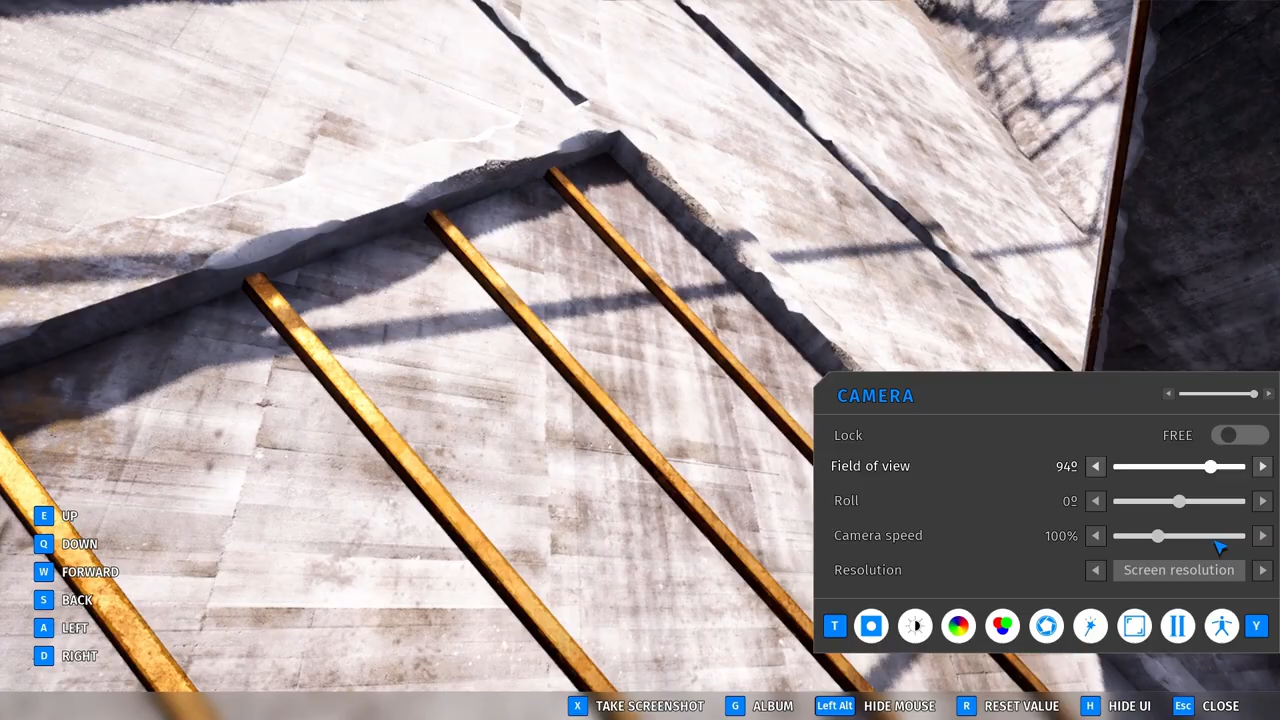 CAMERA
Lock FREE
Field of view 94º
Roll 0º
Camera speed 100%
Resolution Screen resolution
T Y
E UP
Q DOWN
W FORWARD
S BACK
A LEFT
D RIGHT
X TAKE SCREENSHOT G ALBUM Left Alt HIDE MOUSE R RESET VALUE H HIDE UI Esc CLOSE